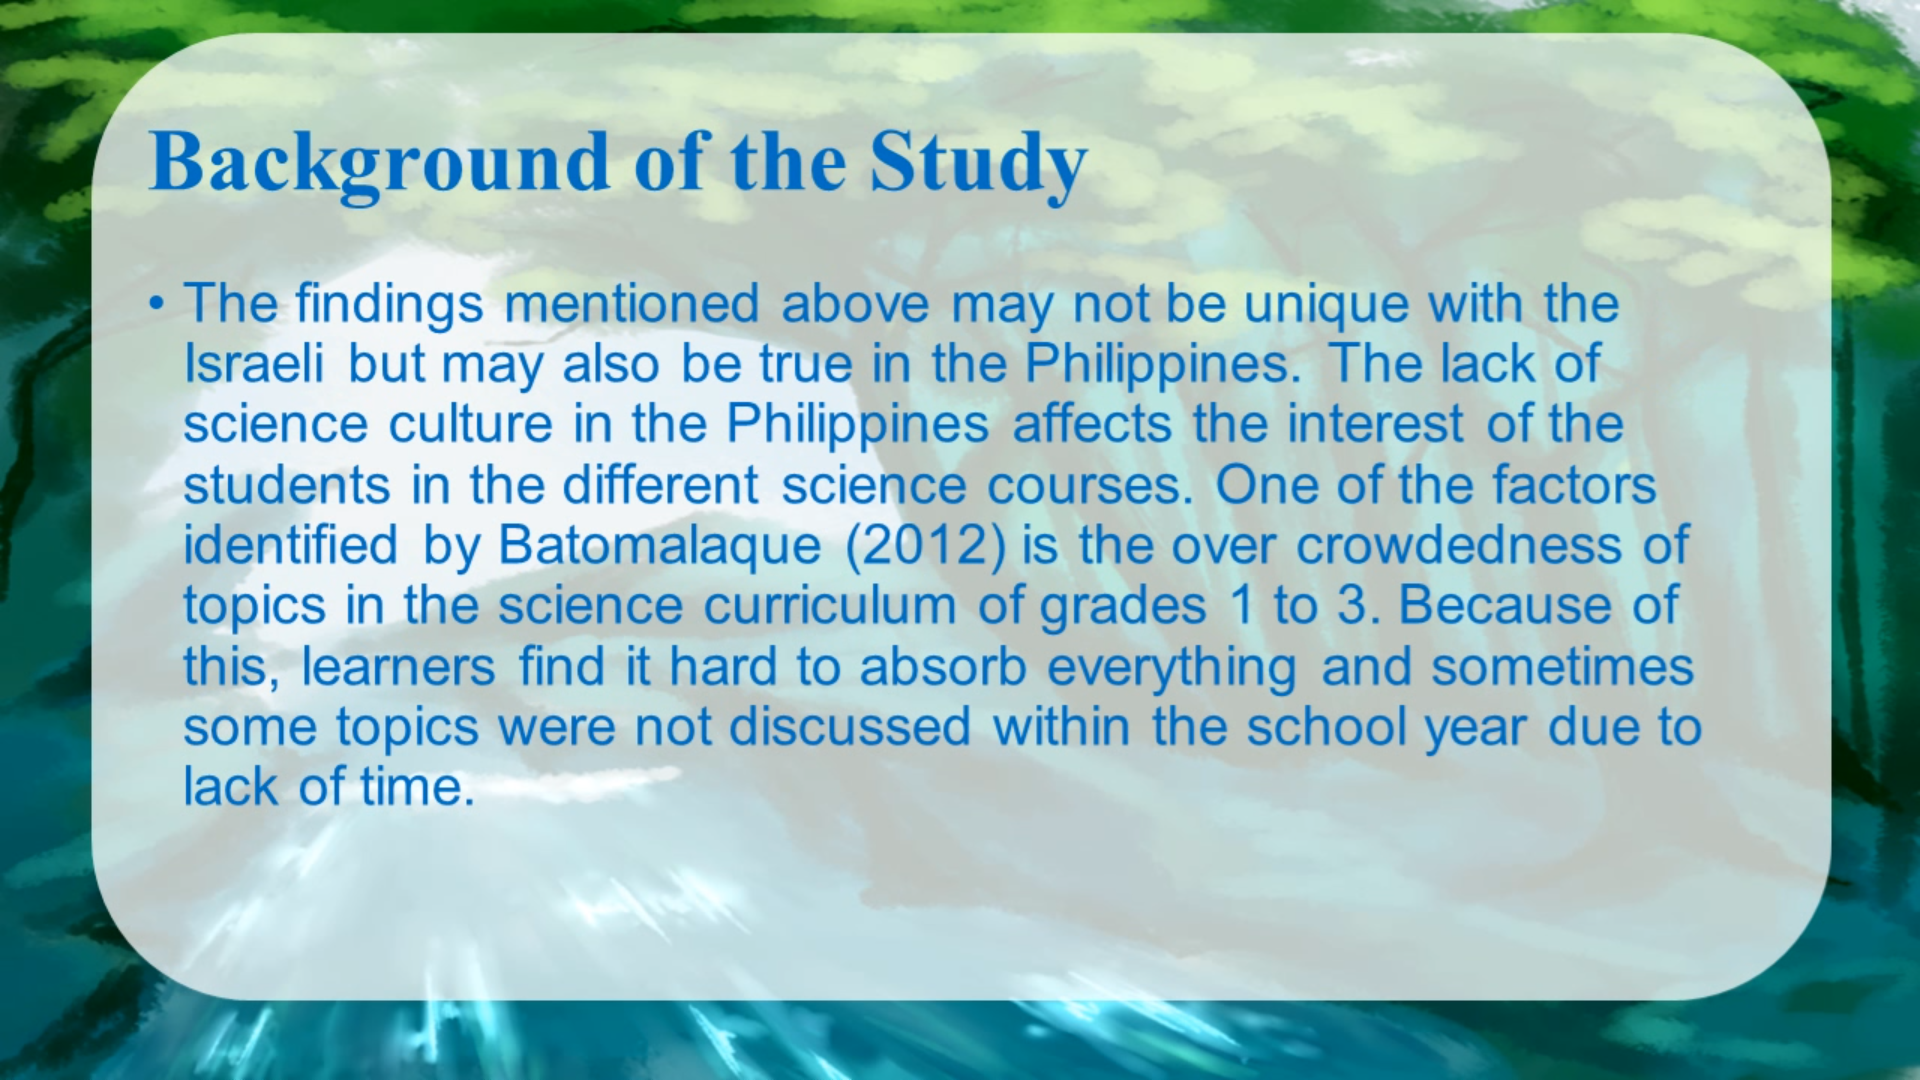 Background of the Study
• The findings mentioned above may not be unique with the
Israeli but may also be true in the Philippines. The lack of
science culture in the Philippines affects the interest of the
students in the different science courses. One of the factors
identified by Batomalaque (2012) is the over crowdedness of
topics in the science curriculum of grades 1 to 3. Because of
this, learners find it hard to absorb everything and sometimes
some topics were not discussed within the school year due to
lack of time.